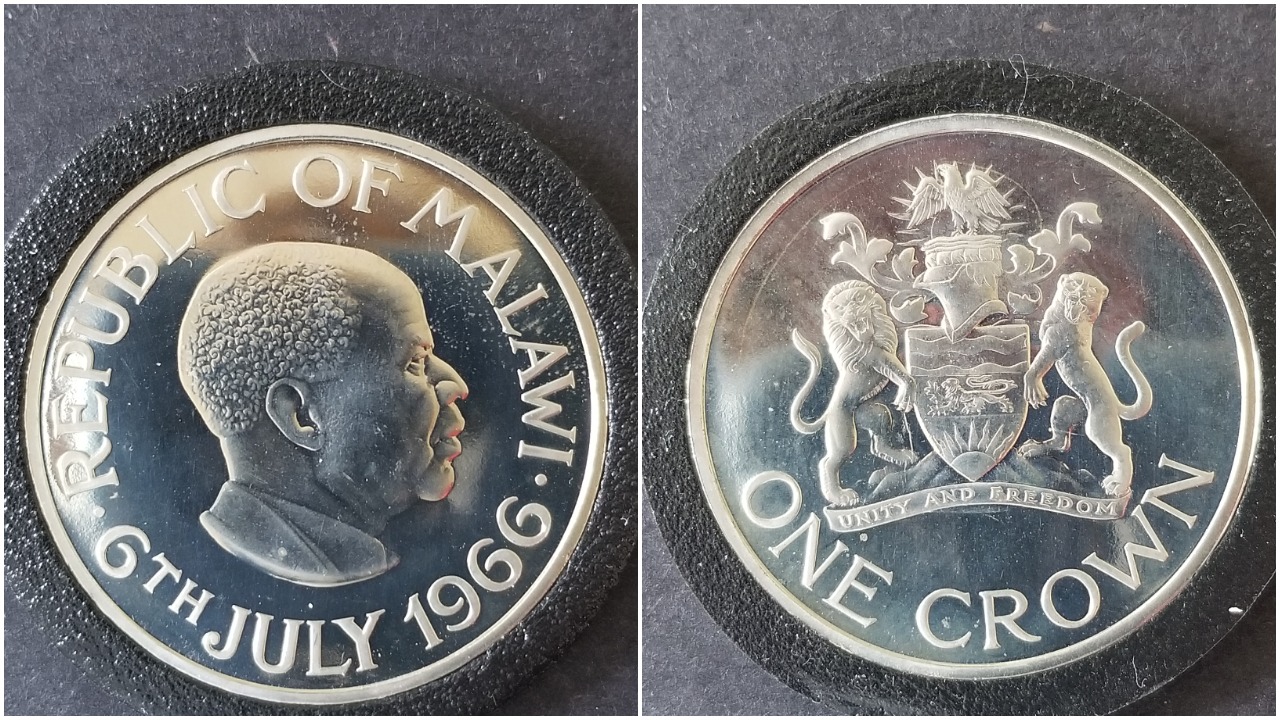 REPUBLIC OF MALAWI
·6TH JULY 1966·
UNITY AND FREEDOM
ONE CROWN